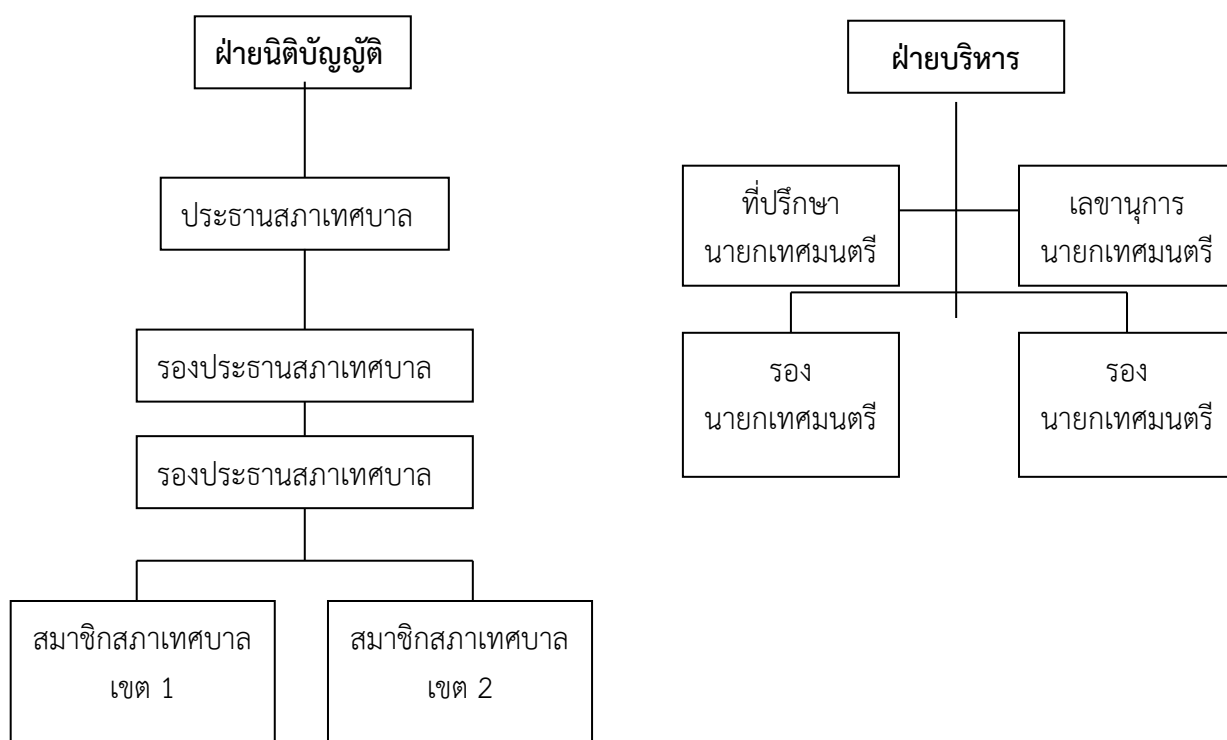 ฝ่ายนิติบัญญัติ
ประธานสภาเทศบาล
รองประธานสภาเทศบาล
รองประธานสภาเทศบาล
สมาชิกสภาเทศบาล
เขต 1
สมาชิกสภาเทศบาล
เขต 2
ฝ่ายบริหาร
ที่ปรึกษา
นายกเทศมนตรี
เลขานุการ
นายกเทศมนตรี
รอง
นายกเทศมนตรี
รอง
นายกเทศมนตรี